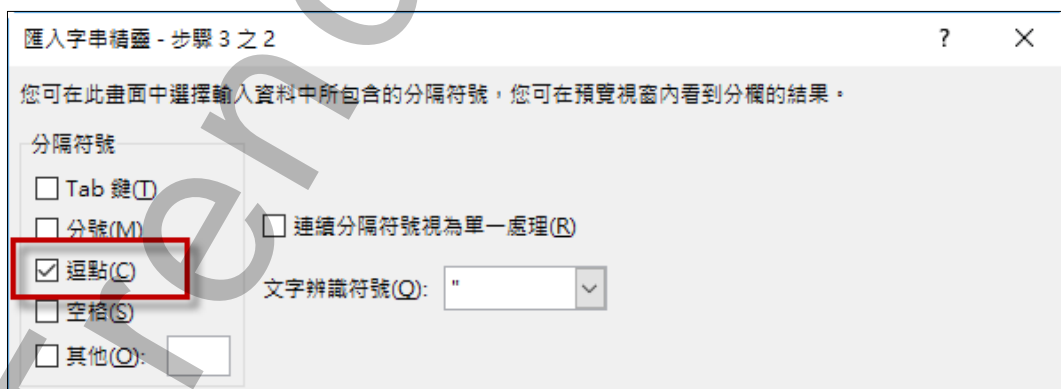 匯入字串精靈 - 步驟 3 之 2
您可在此畫面中選擇輸入資料中所包含的分隔符號，您可在預覽視窗內看到分欄的結果。
分隔符號
Tab 鍵(T)
分號(M)
連續分隔符號視為單一處理(R)
逗點(C)
文字辨識符號(Q): "
空格(S)
其他(O):
Tren